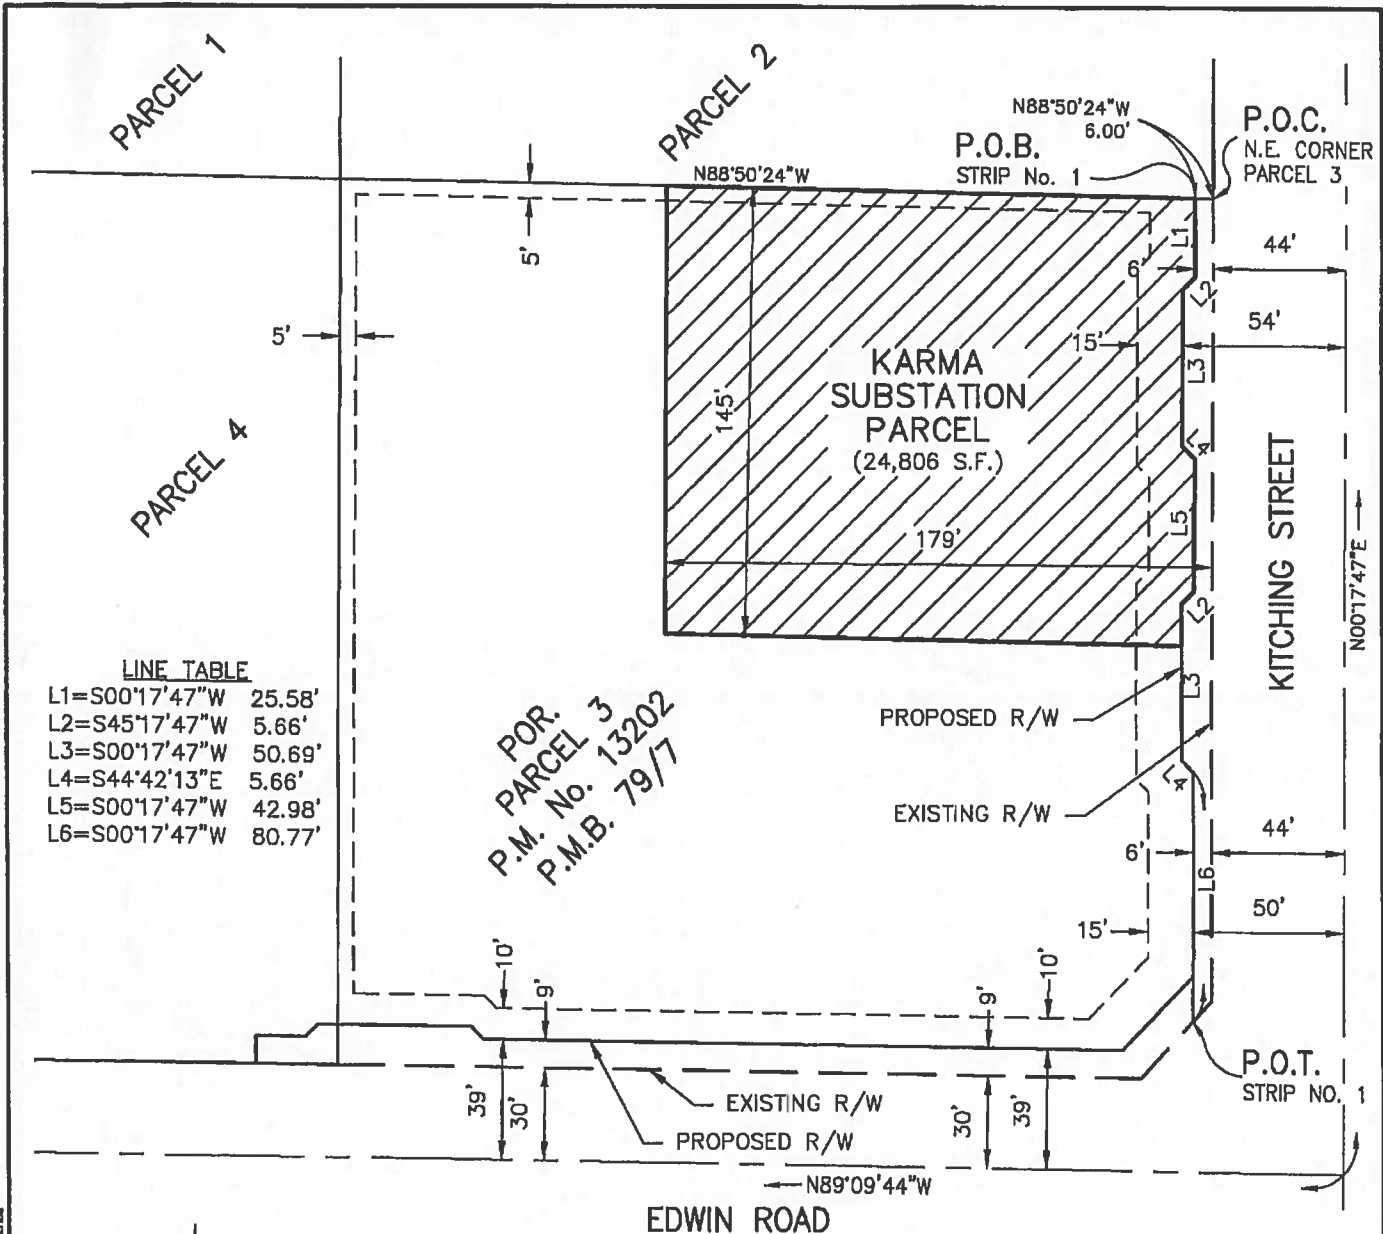 PARCEL 1
PARCEL 2
N88°50'24"W
6.00'
P.O.C.
N.E. CORNER
PARCEL 3
P.O.B.
STRIP No. 1
N88°50'24"W
5'
L1
6'
44'
L2
5'
15'
54'
L3
KARMA
SUBSTATION
PARCEL
(24,806 S.F.)
145'
L4
PARCEL 4
L5
179'
KITCHING STREET
N00°17'47"E
L2
LINE TABLE
L1=S00°17'47"W 25.58'
L2=S45°17'47"W 5.66'
L3=S00°17'47"W 50.69'
L4=S44°42'13"E 5.66'
L5=S00°17'47"W 42.98'
L6=S00°17'47"W 80.77'
POR.
PARCEL 3
P.M. No. 13202
P.M.B. 79/7
L3
PROPOSED R/W
L4
EXISTING R/W
44'
6'
L6
50'
15'
10'
9'
10'
9'
P.O.T.
STRIP NO. 1
39'
30'
EXISTING R/W
PROPOSED R/W
30'
39'
N89°09'44"W
EDWIN ROAD